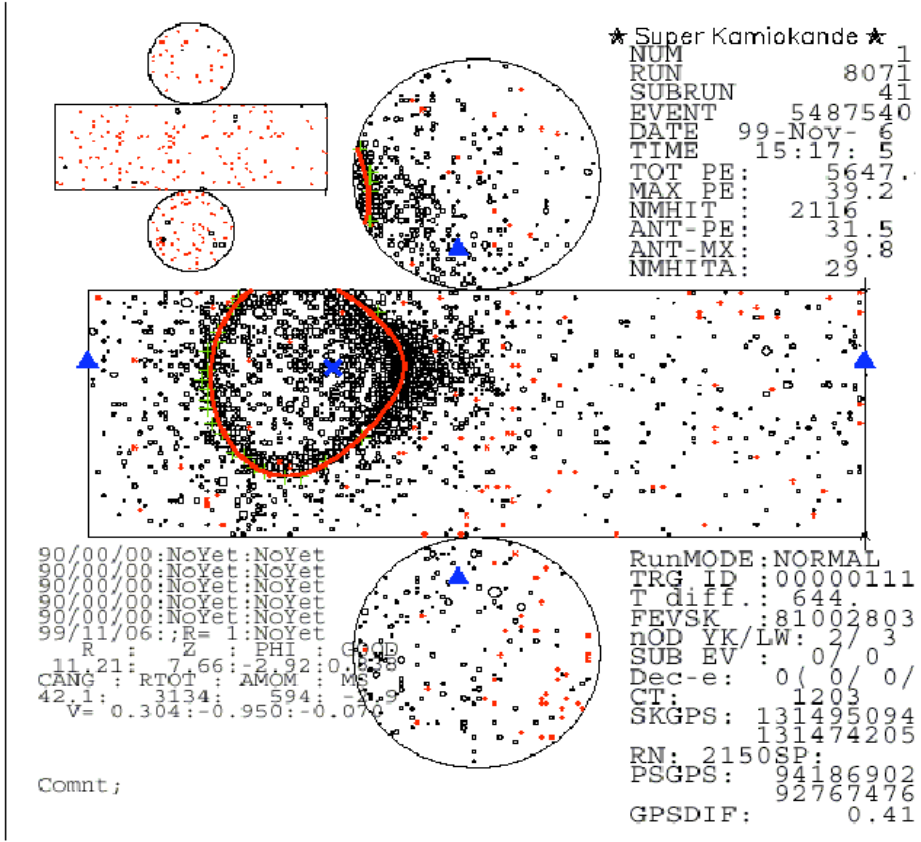 ★ Super Kamiokande ★
NUM 1
RUN 8071
SUBRUN 41
EVENT 5487540
DATE 99-Nov- 6
TIME 15:17: 5
TOT PE: 5647.
MAX PE: 39.2
NMHIT : 2116
ANT-PE: 31.5
ANT-MX: 9.8
NMHITA: 29
90/00/00:NoYet:NoYet
90/00/00:NoYet:NoYet
90/00/00:NoYet:NoYet
90/00/00:NoYet:NoYet
90/00/00:NoYet:NoYet
99/11/06:;R= 1:NoYet
R : Z : PHI : GOOD
11.21: 7.66:-2.92:
CANG : RTOT : AMOM : MS
42.1: 3134: 594:
V= 0.304:-0.950:
Comnt;
RunMODE:NORMAL
TRG ID :00000111
T diff.: 644.
FEVSK :81002803
nOD YK/LW: 2/ 3
SUB EV : 0/ 0
Dec-e: 0( 0/ 0/
CT: 1203
SKGPS: 131495094
131474205
RN: 2150SP:
PSGPS: 94186902
92767476
GPSDIF: 0.41